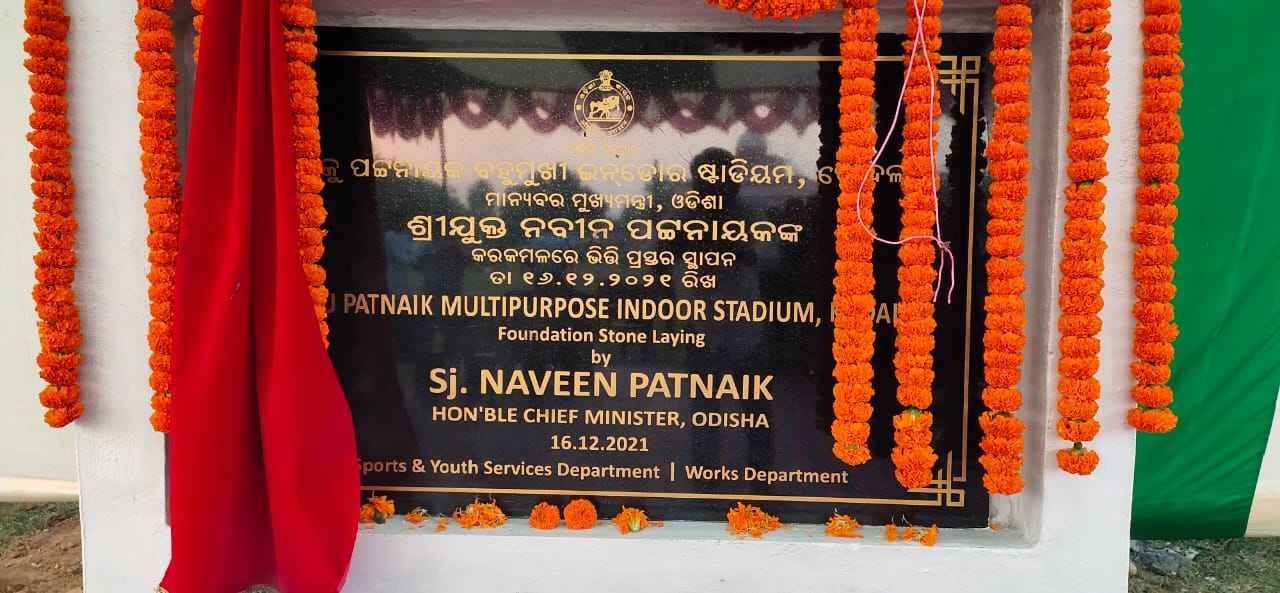 ପଟ୍ଟନାୟକ ବହୁମୁଖୀ ଇନ୍‌ଡୋର ଷ୍ଟାଡିୟମ,
ମାନ୍ୟବର ମୁଖ୍ୟମନ୍ତ୍ରୀ, ଓଡିଶା
ଶ୍ରୀଯୁକ୍ତ ନବୀନ ପଟ୍ଟନାୟକଙ୍କ
କରକମଳରେ ଭିତ୍ତି ପ୍ରସ୍ତର ସ୍ଥାପନ
ତା ୧୬.୧୨.୨୦୨୧ ରିଖ
PATNAIK MULTIPURPOSE INDOOR STADIUM,
Foundation Stone Laying
by
Sj. NAVEEN PATNAIK
HON'BLE CHIEF MINISTER, ODISHA
16.12.2021
Sports & Youth Services Department | Works Department